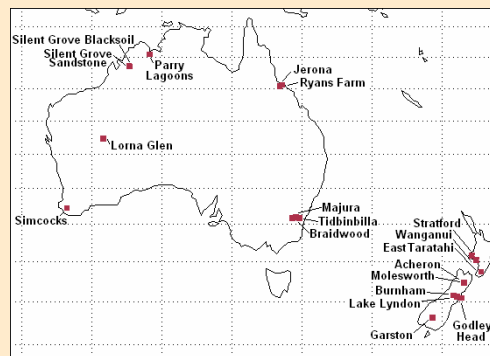 Silent Grove Blacksoil
Silent Grove
Sandstone
Parry
Lagoons
Jerona
Ryans Farm
Lorna Glen
Simcocks
Majura
Tidbinbilla
Braidwood
Stratford
Wanganui
East Taratahi
Acheron
Molesworth
Burnham
Lake Lyndon
Garston
Godley
Head